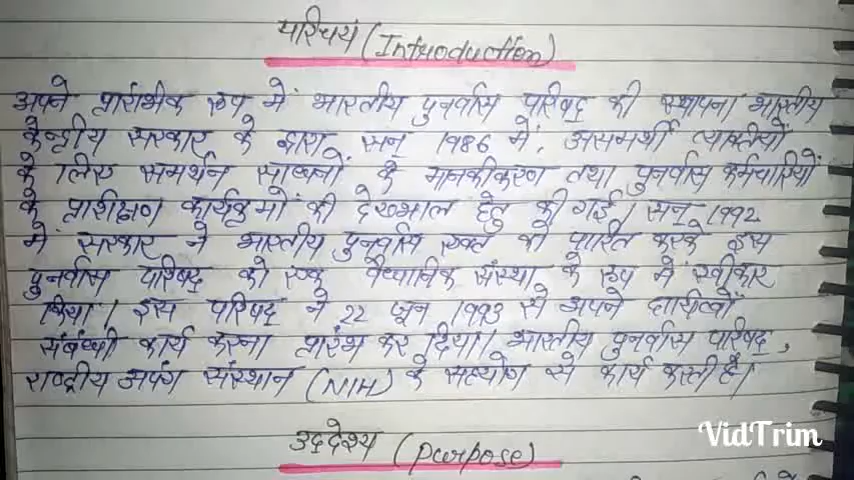 परिचय (Introduction)
अपने प्रारंभिक रूप में भारतीय पुनर्वास परिषद् की स्थापना भारतीय
केन्द्रीय सरकार के द्वारा सन् 1986 में, असमर्थी व्यक्तियों
के लिए समर्थन साधनों के मानकीकरण तथा पुनर्वास कर्मचारियों
के प्रशिक्षण कार्यक्रमों की देखभाल हेतु की गई। सन् 1992
में सरकार ने भारतीय पुनर्वास एक्ट को पारित करके इस
पुनर्वास परिषद् को एक वैधानिक संस्था के रूप में स्वीकार
किया। इस परिषद् ने 22 जून 1993 से अपने दायित्वों
संबंधी कार्य करना प्रारंभ कर दिया। भारतीय पुनर्वास परिषद्,
राष्ट्रीय अपंग संस्थान (NIH) के सहयोग से कार्य करती है।
उद्देश्य (purpose)
VidTrim